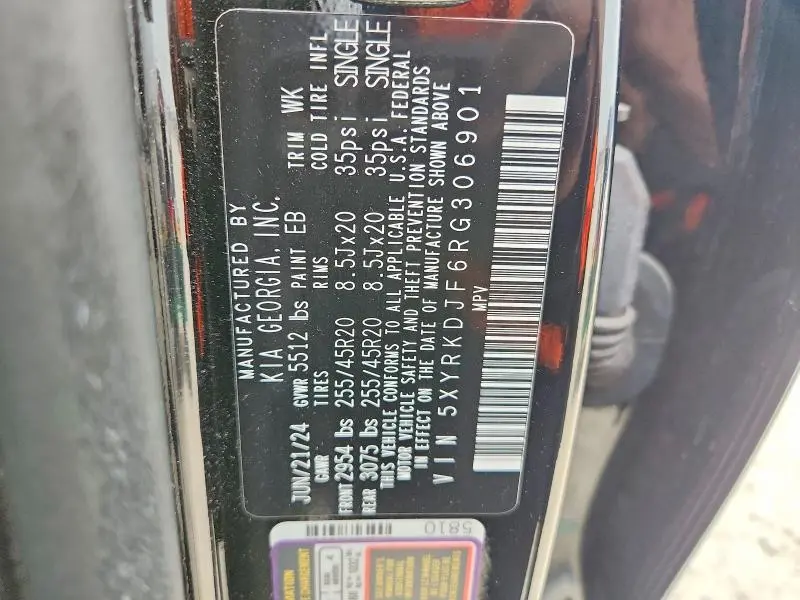 MANUFACTURED BY
KIA GEORGIA, INC.
JUN/21/24 GVWR 5512 lbs PAINT EB TRIM WK
GAWR TIRES RIMS COLD TIRE INFL
FRONT 2954 lbs 255/45R20 8.5Jx20 35psi SINGLE
REAR 3075 lbs 255/45R20 8.5Jx20 35psi SINGLE
THIS VEHICLE CONFORMS TO ALL APPLICABLE U.S.A. FEDERAL
MOTOR VEHICLE SAFETY AND THEFT PREVENTION STANDARDS
IN EFFECT ON THE DATE OF MANUFACTURE SHOWN ABOVE
VIN 5XYRKDJF6RG306901
MPV
5810